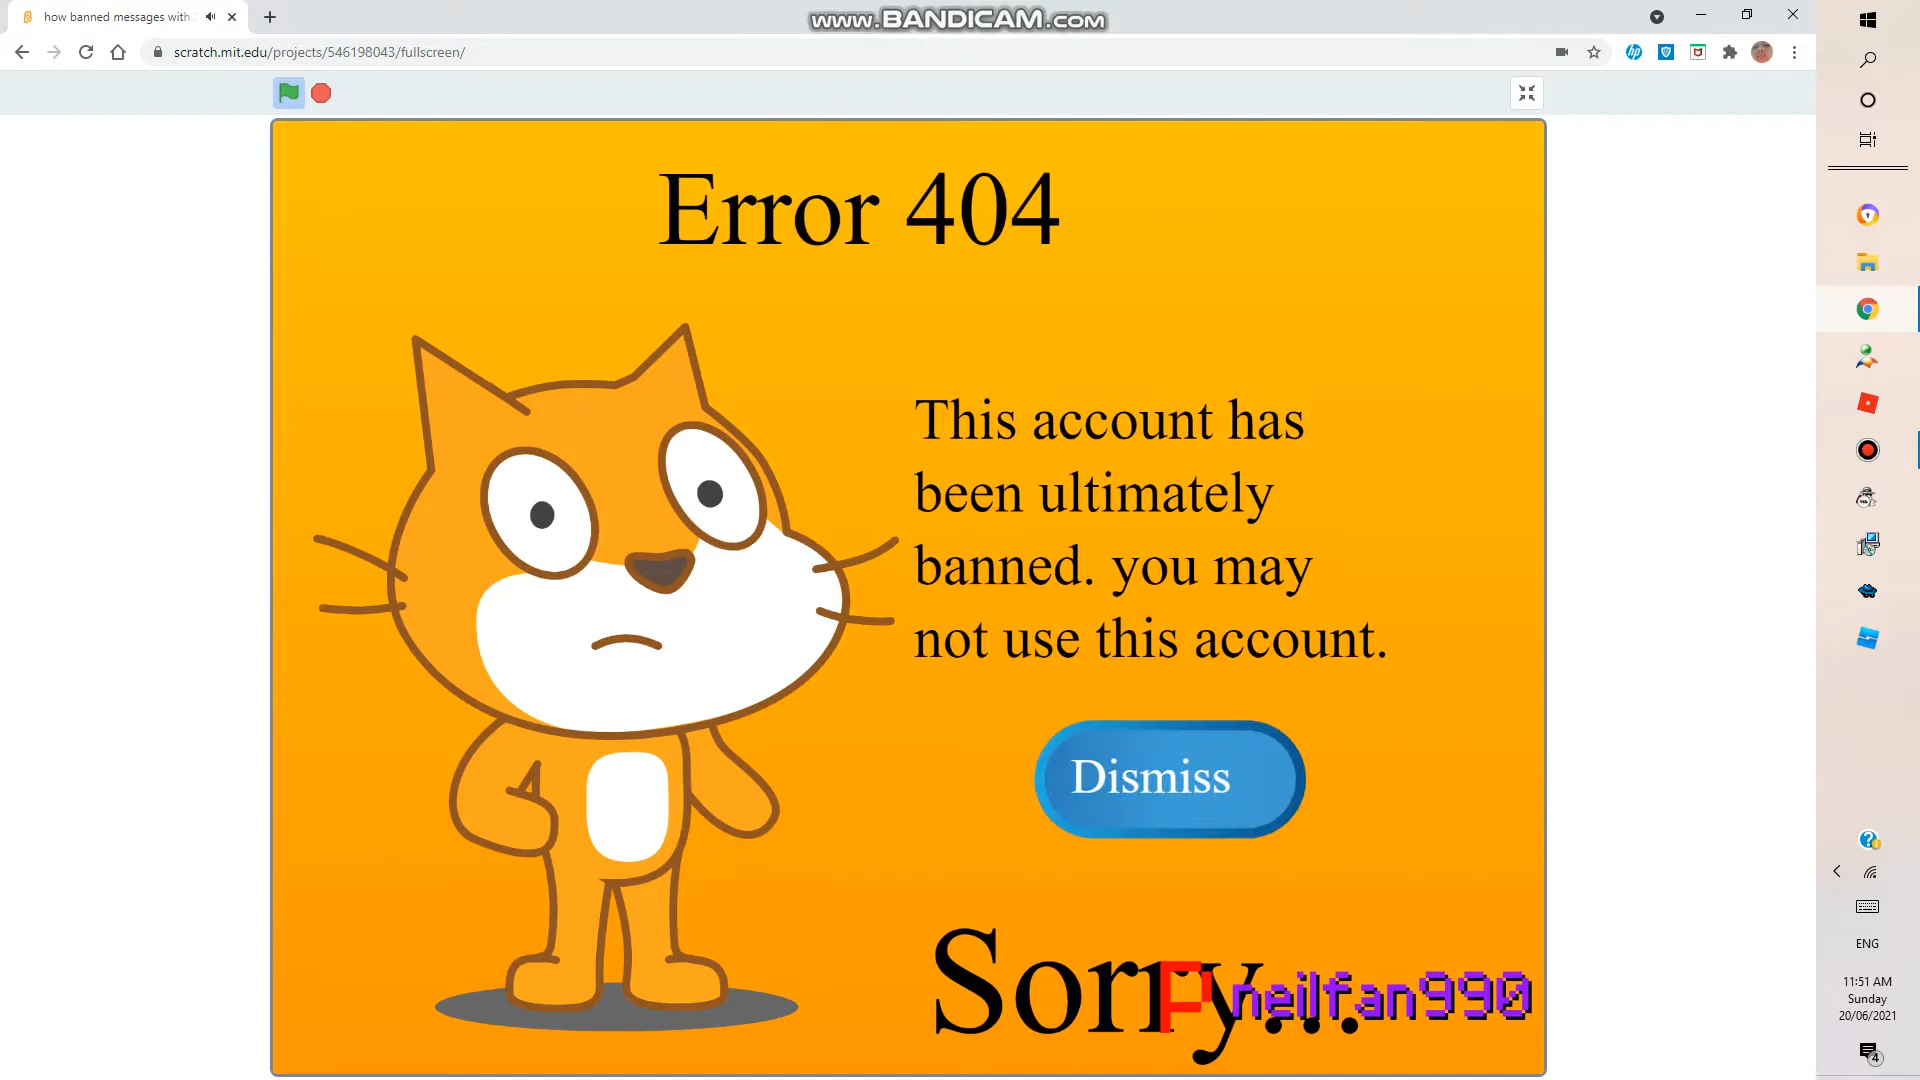 how banned messages with
www.BANDICAM.com
scratch.mit.edu/projects/546198043/fullscreen/
Error 404
This account has
been ultimately
banned. you may
not use this account.
Dismiss
Sorry...
P neilfan990
ENG
11:51 AM
Sunday
20/06/2021
4